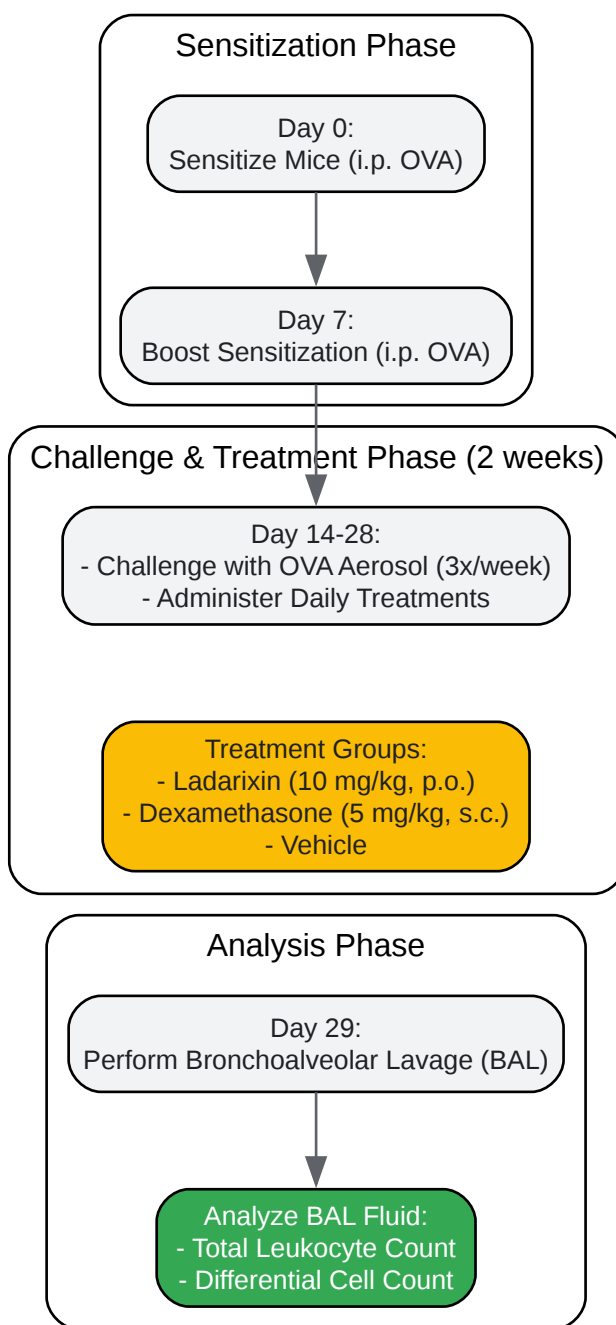 Sensitization Phase
Day 0:
Sensitize Mice (i.p. OVA)
Day 7:
Boost Sensitization (i.p. OVA)
Challenge & Treatment Phase (2 weeks)
Day 14-28:
- Challenge with OVA Aerosol (3x/week)
- Administer Daily Treatments
Treatment Groups:
- Ladarixin (10 mg/kg, p.o.)
- Dexamethasone (5 mg/kg, s.c.)
- Vehicle
Analysis Phase
Day 29:
Perform Bronchoalveolar Lavage (BAL)
Analyze BAL Fluid:
- Total Leukocyte Count
- Differential Cell Count